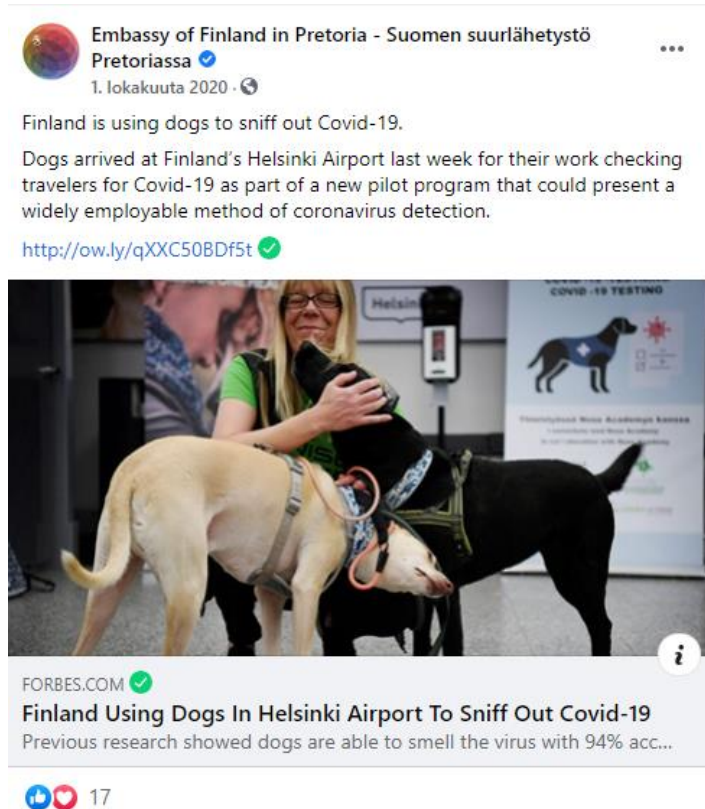 Embassy of Finland in Pretoria - Suomen suurlähetystö
Pretoriassa
1. lokakuuta 2020 ·
Finland is using dogs to sniff out Covid-19.
Dogs arrived at Finland's Helsinki Airport last week for their work checking
travelers for Covid-19 as part of a new pilot program that could present a
widely employable method of coronavirus detection.
http://ow.ly/qXXC50BDf5t
Helsin
COVID-19 TESTING
FORBES.COM
Finland Using Dogs In Helsinki Airport To Sniff Out Covid-19
Previous research showed dogs are able to smell the virus with 94% acc...
17